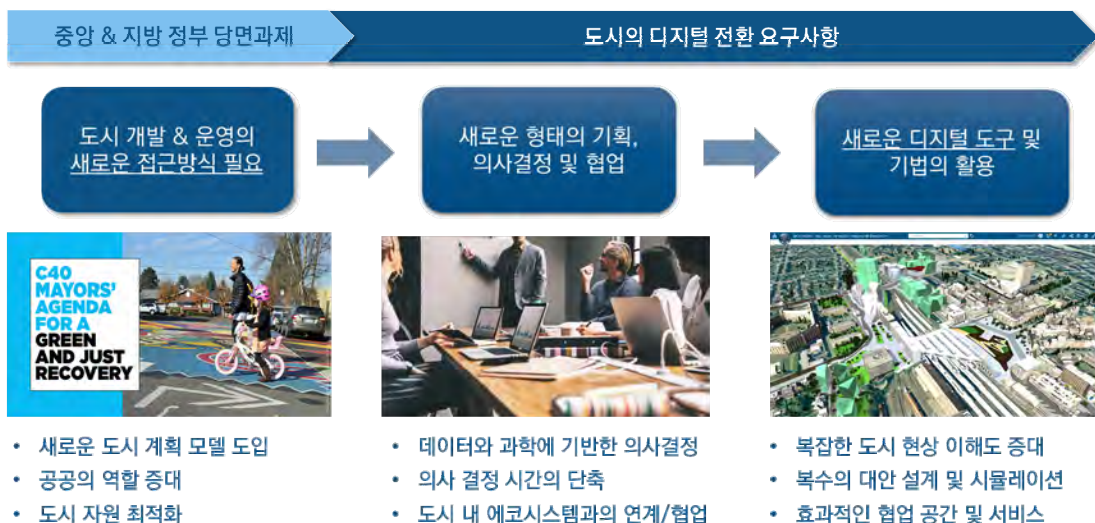 중앙 & 지방 정부 당면과제
도시의 디지털 전환 요구사항
도시 개발 & 운영의
새로운 접근방식 필요
새로운 형태의 기획,
의사결정 및 협업
새로운 디지털 도구 및
기법의 활용
C40
MAYORS'
AGENDA
FOR A
GREEN
AND JUST
RECOVERY
• 새로운 도시 계획 모델 도입
• 공공의 역할 증대
• 도시 자원 최적화
• 데이터와 과학에 기반한 의사결정
• 의사 결정 시간의 단축
• 도시 내 에코시스템과의 연계/협업
• 복잡한 도시 현상 이해도 증대
• 복수의 대안 설계 및 시뮬레이션
• 효과적인 협업 공간 및 서비스